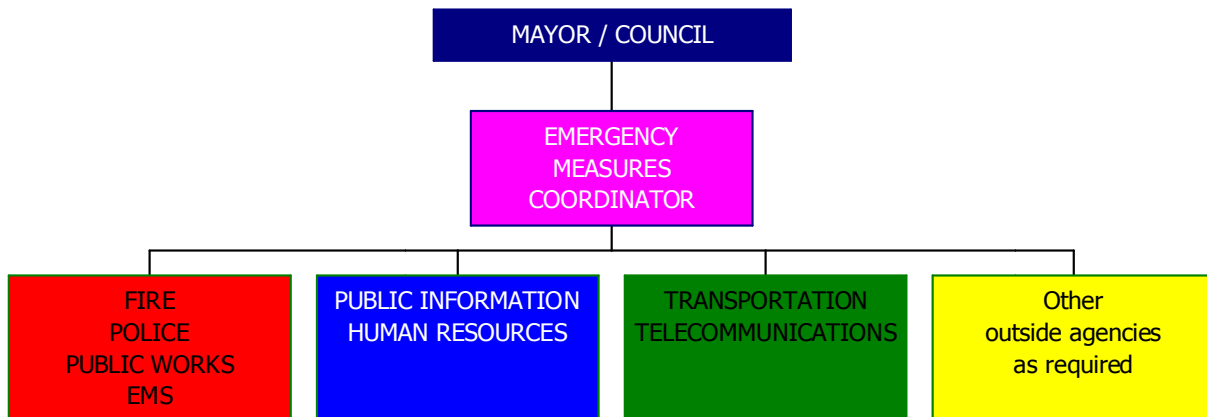 MAYOR / COUNCIL
EMERGENCY
MEASURES
COORDINATOR
FIRE
POLICE
PUBLIC WORKS
EMS
PUBLIC INFORMATION
HUMAN RESOURCES
TRANSPORTATION
TELECOMMUNICATIONS
Other
outside agencies
as required